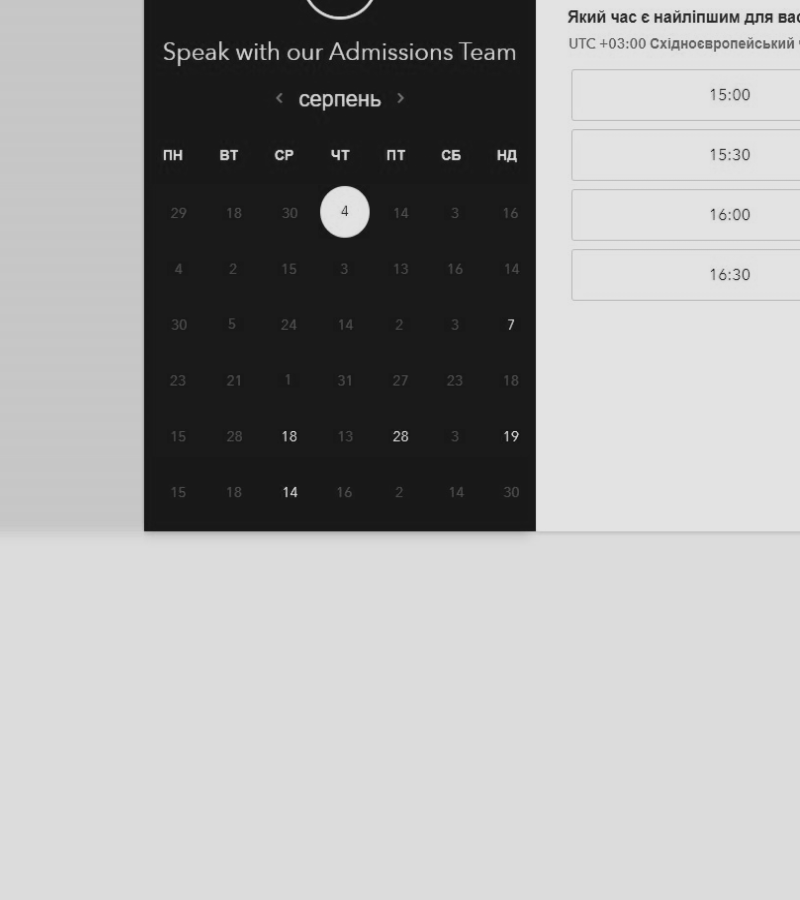 Speak with our Admissions Team
< серпень >
ПН ВТ СР ЧТ ПТ СБ НД
29 18 30 4 14 3 16
4 2 15 3 13 16 14
30 5 24 14 2 3 7
23 21 1 31 27 23 18
15 28 18 13 28 3 19
15 18 14 16 2 14 30
Який час є найліпшим для вас
UTC +03:00 Східноєвропейський
15:00
15:30
16:00
16:30